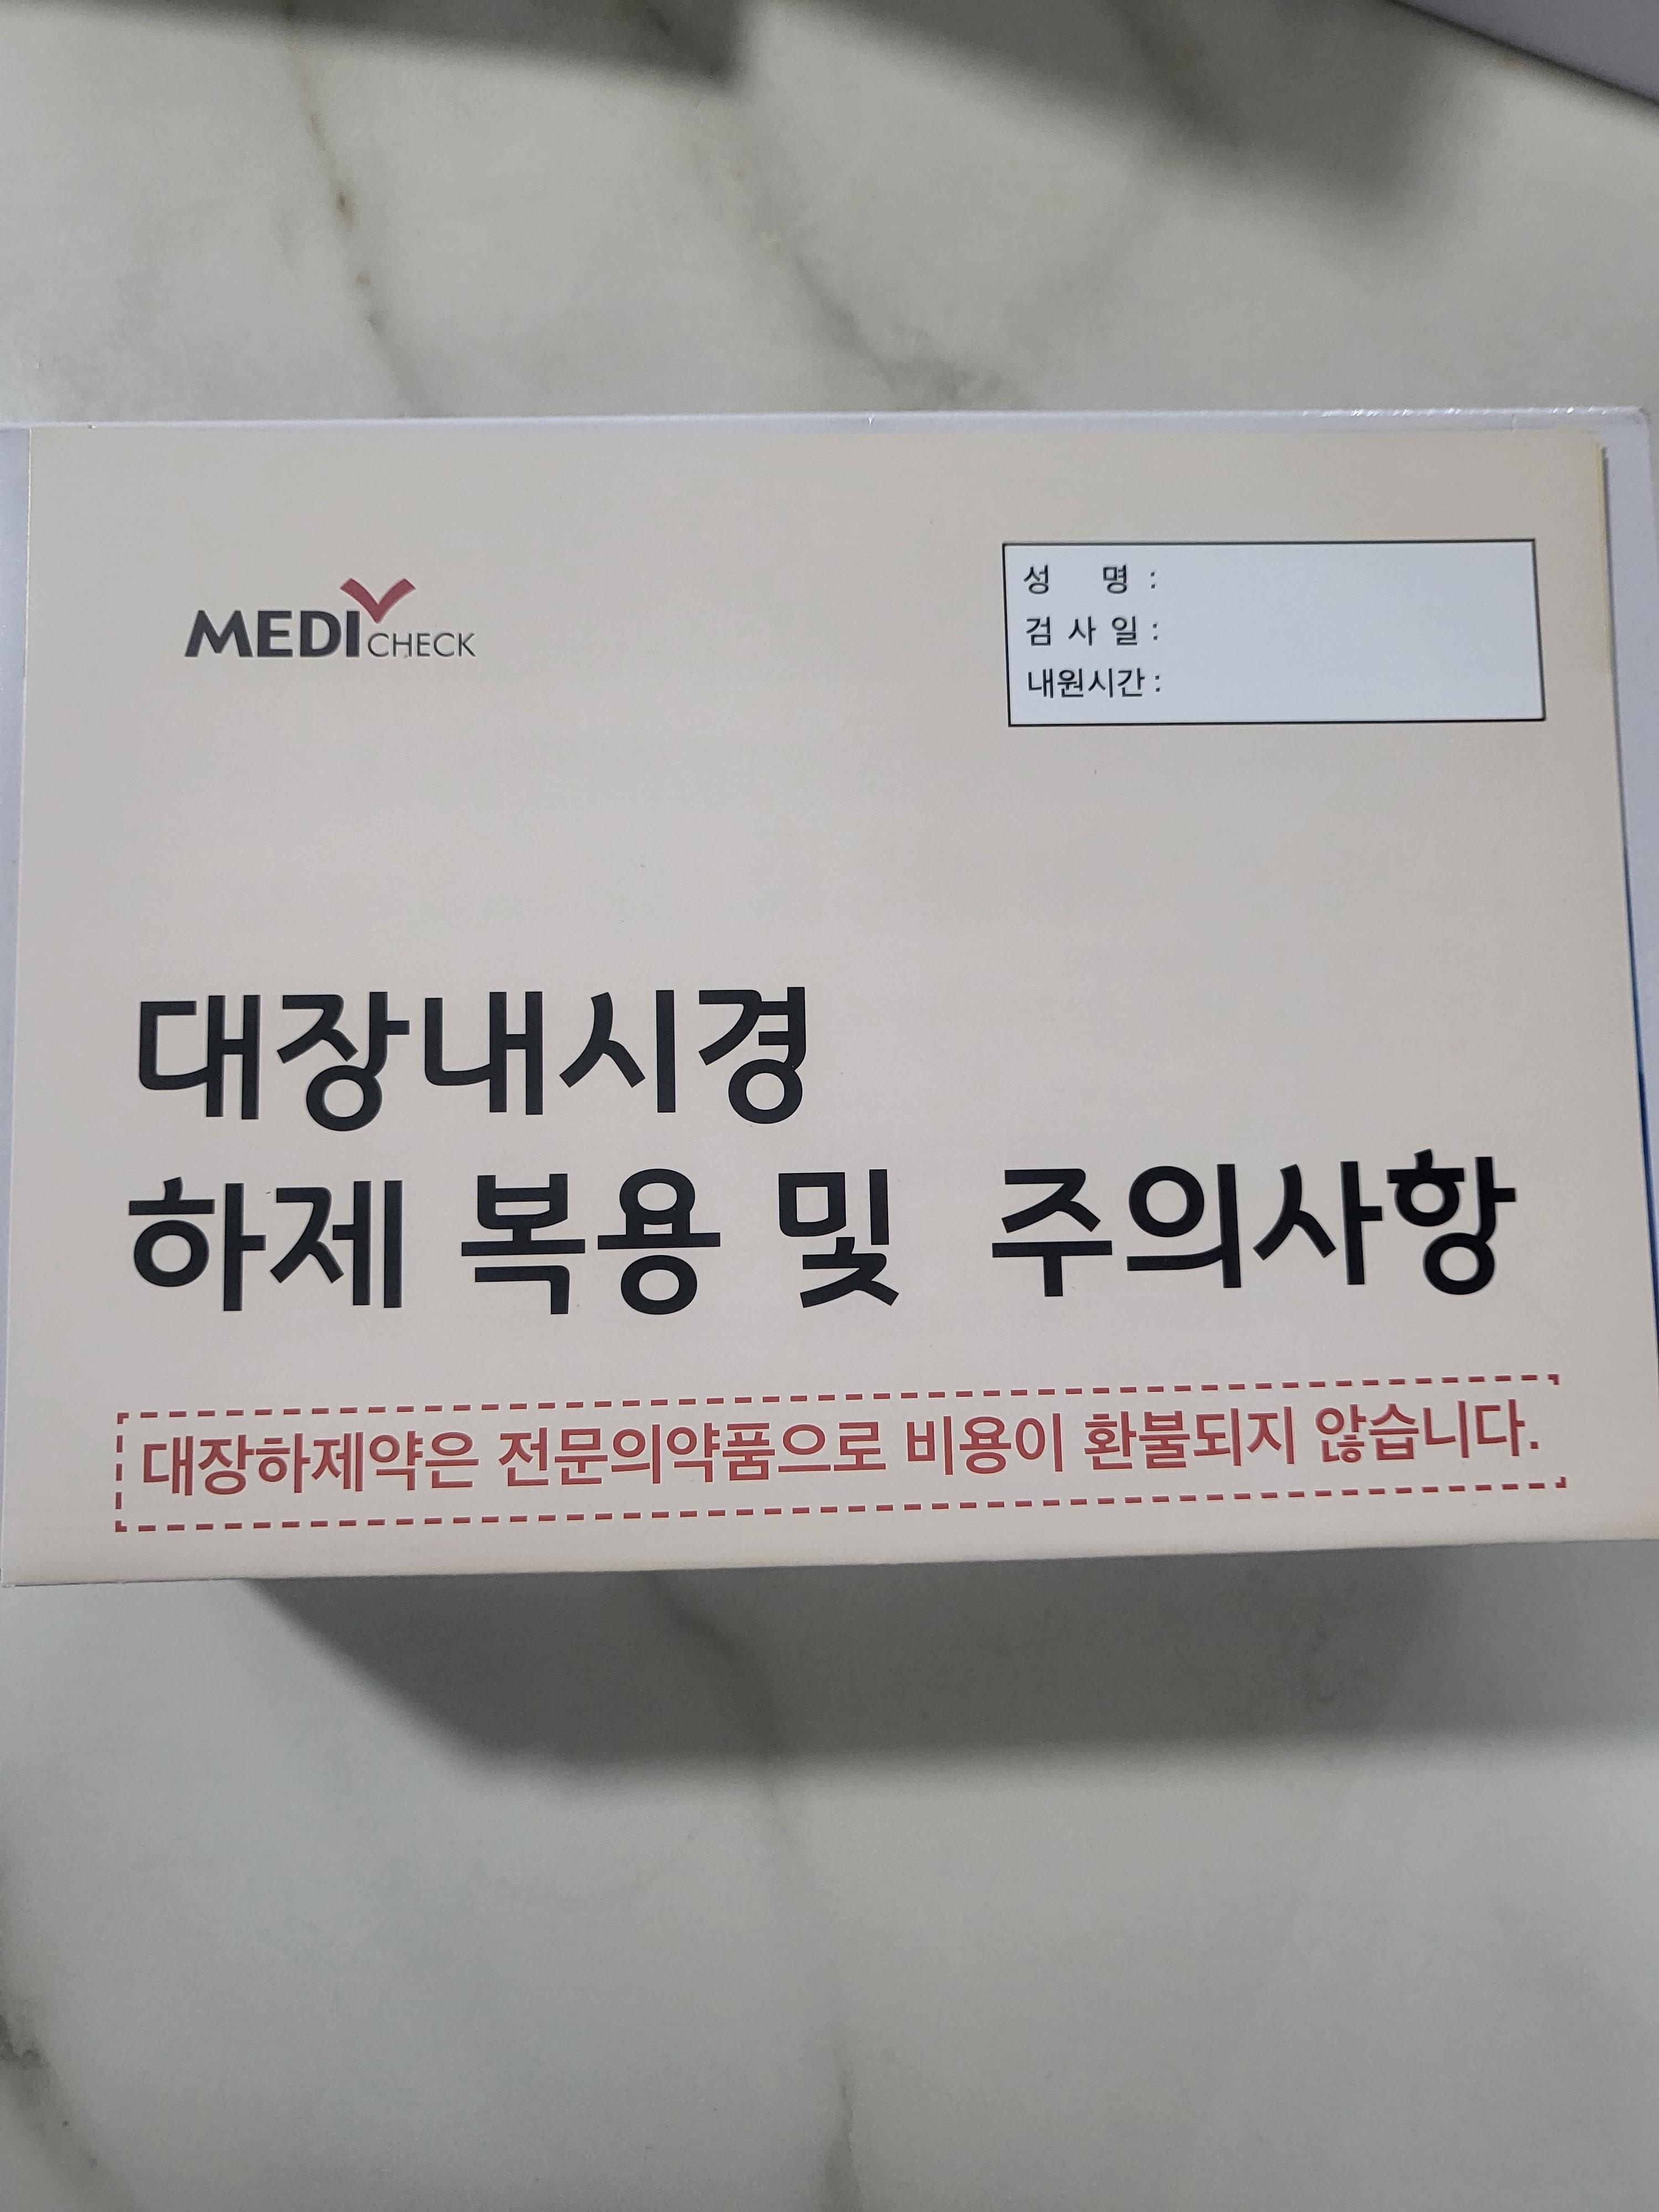 MEDICHECK
성 명 :
검 사 일 :
내원시간 :
대장내시경
하제 복용 및 주의사항
대장하제약은 전문의약품으로 비용이 환불되지 않습니다.